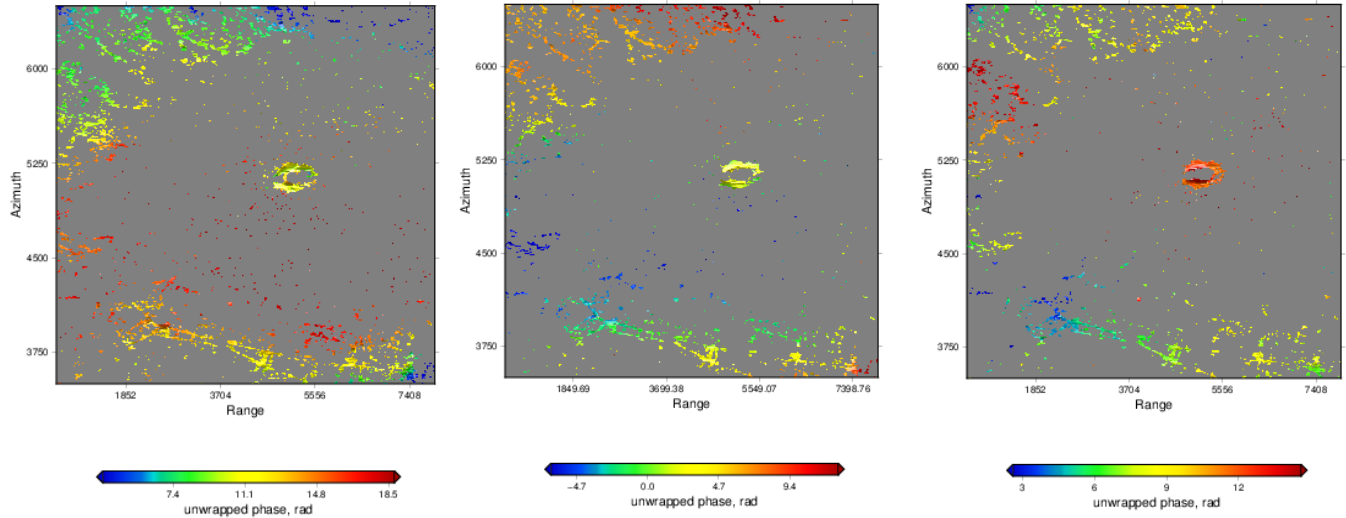 6000
5250
4500
3750
Azimuth
1852 3704 5556 7408
Range
7.4 11.1 14.8 18.5
unwrapped phase, rad
6000
5250
4500
3750
Azimuth
1849.69 3699.38 5549.07 7398.76
Range
−4.7 0.0 4.7 9.4
unwrapped phase, rad
6000
5250
4500
3750
Azimuth
1852 3704 5556 7408
Range
3 6 9 12
unwrapped phase, rad